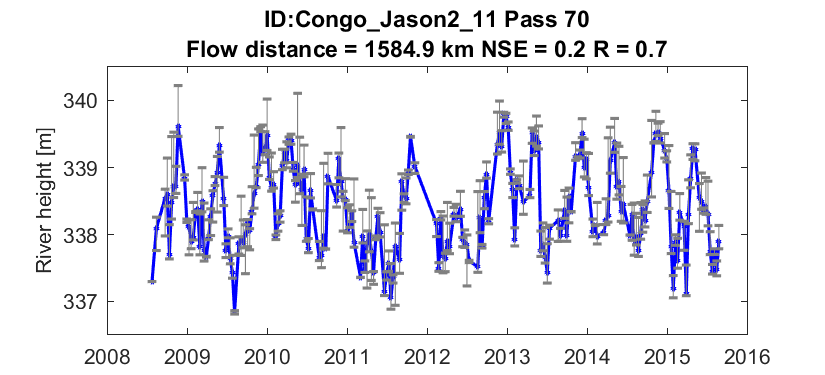 ID:Congo_Jason2_11 Pass 70
Flow distance = 1584.9 km NSE = 0.2 R = 0.7
River height [m]
340
339
338
337
2008 2009 2010 2011 2012 2013 2014 2015 2016